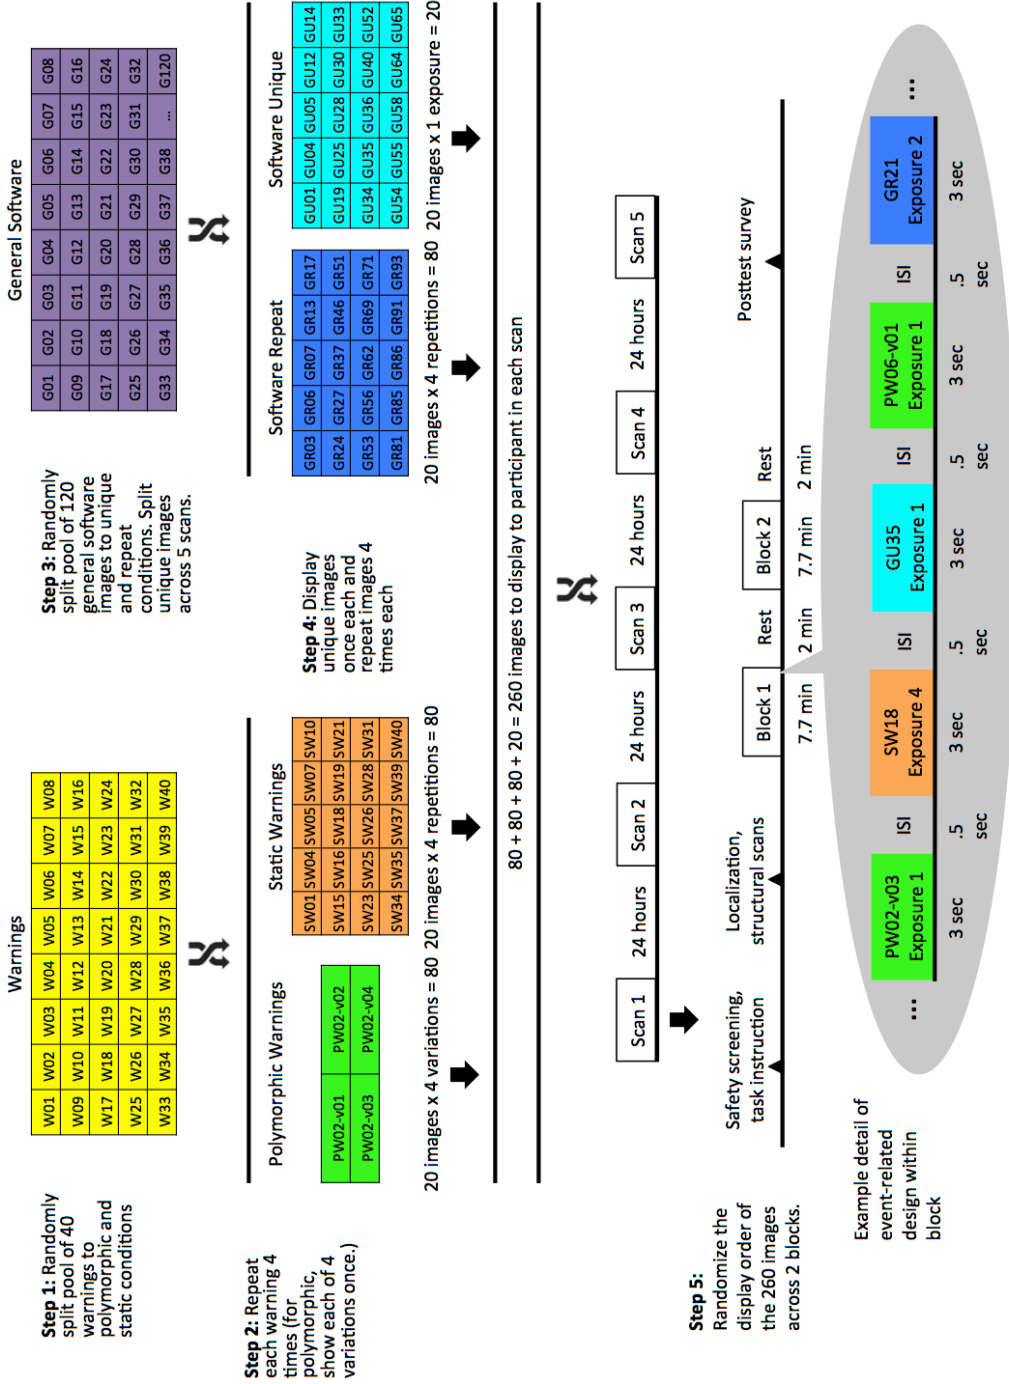 Warnings
Step 1: Randomly
split pool of 40
warnings to
polymorphic and
static conditions
W01 W02 W03 W04 W05 W06 W07 W08
W09 W10 W11 W12 W13 W14 W15 W16
W17 W18 W19 W20 W21 W22 W23 W24
W25 W26 W27 W28 W29 W30 W31 W32
W33 W34 W35 W36 W37 W38 W39 W40
General Software
Step 3: Randomly
split pool of 120
general software
images to unique
and repeat
conditions. Split
unique images
across 5 scans.
G01 G02 G03 G04 G05 G06 G07 G08
G09 G10 G11 G12 G13 G14 G15 G16
G17 G18 G19 G20 G21 G22 G23 G24
G25 G26 G27 G28 G29 G30 G31 G32
G33 G34 G35 G36 G37 G38 ... G120
Step 2: Repeat
each warning 4
times (for
polymorphic,
show each of 4
variations once.)
Polymorphic Warnings
PW02-v01 PW02-v02
PW02-v03 PW02-v04
20 images x 4 variations = 80
Static Warnings
SW01 SW04 SW05 SW07 SW10
SW15 SW16 SW18 SW19 SW21
SW23 SW25 SW26 SW28 SW31
SW34 SW35 SW37 SW39 SW40
20 images x 4 repetitions = 80
Step 4: Display
unique images
once each and
repeat images 4
times each
Software Repeat
GR03 GR06 GR07 GR13 GR17
GR24 GR27 GR37 GR46 GR51
GR53 GR56 GR62 GR69 GR71
GR81 GR85 GR86 GR91 GR93
20 images x 4 repetitions = 80
Software Unique
GU01 GU04 GU05 GU12 GU14
GU19 GU25 GU28 GU30 GU33
GU34 GU35 GU36 GU40 GU52
GU54 GU55 GU58 GU64 GU65
20 images x 1 exposure = 20
80 + 80 + 80 + 20 = 260 images to display to participant in each scan
Scan 1 24 hours Scan 2 24 hours Scan 3 24 hours Scan 4 24 hours Scan 5
Step 5:
Randomize the
display order of
the 260 images
across 2 blocks.
Safety screening,
task instruction
Localization,
structural scans
Block 1 Rest Block 2 Rest
7.7 min 2 min 7.7 min 2 min
Posttest survey
Example detail of
event-related
design within
block
...
PW02-v03
Exposure 1
ISI
SW18
Exposure 4
ISI
GU35
Exposure 1
ISI
PW06-v01
Exposure 1
ISI
GR21
Exposure 2
...
3 sec .5 3 sec .5 3 sec .5 3 sec .5 3 sec
sec sec sec sec